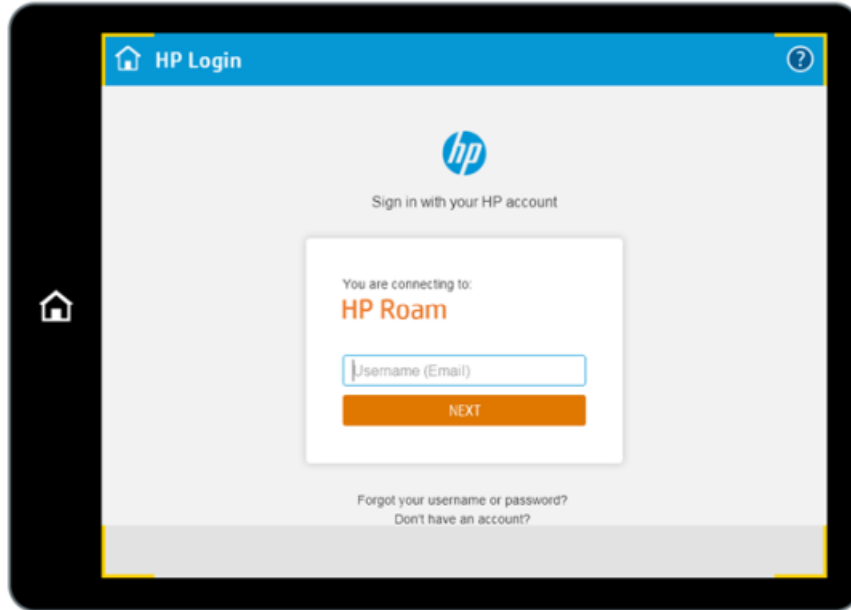 HP Login
?
hp
Sign in with your HP account
You are connecting to:
HP Roam
Username (Email)
NEXT
Forgot your username or password?
Don't have an account?